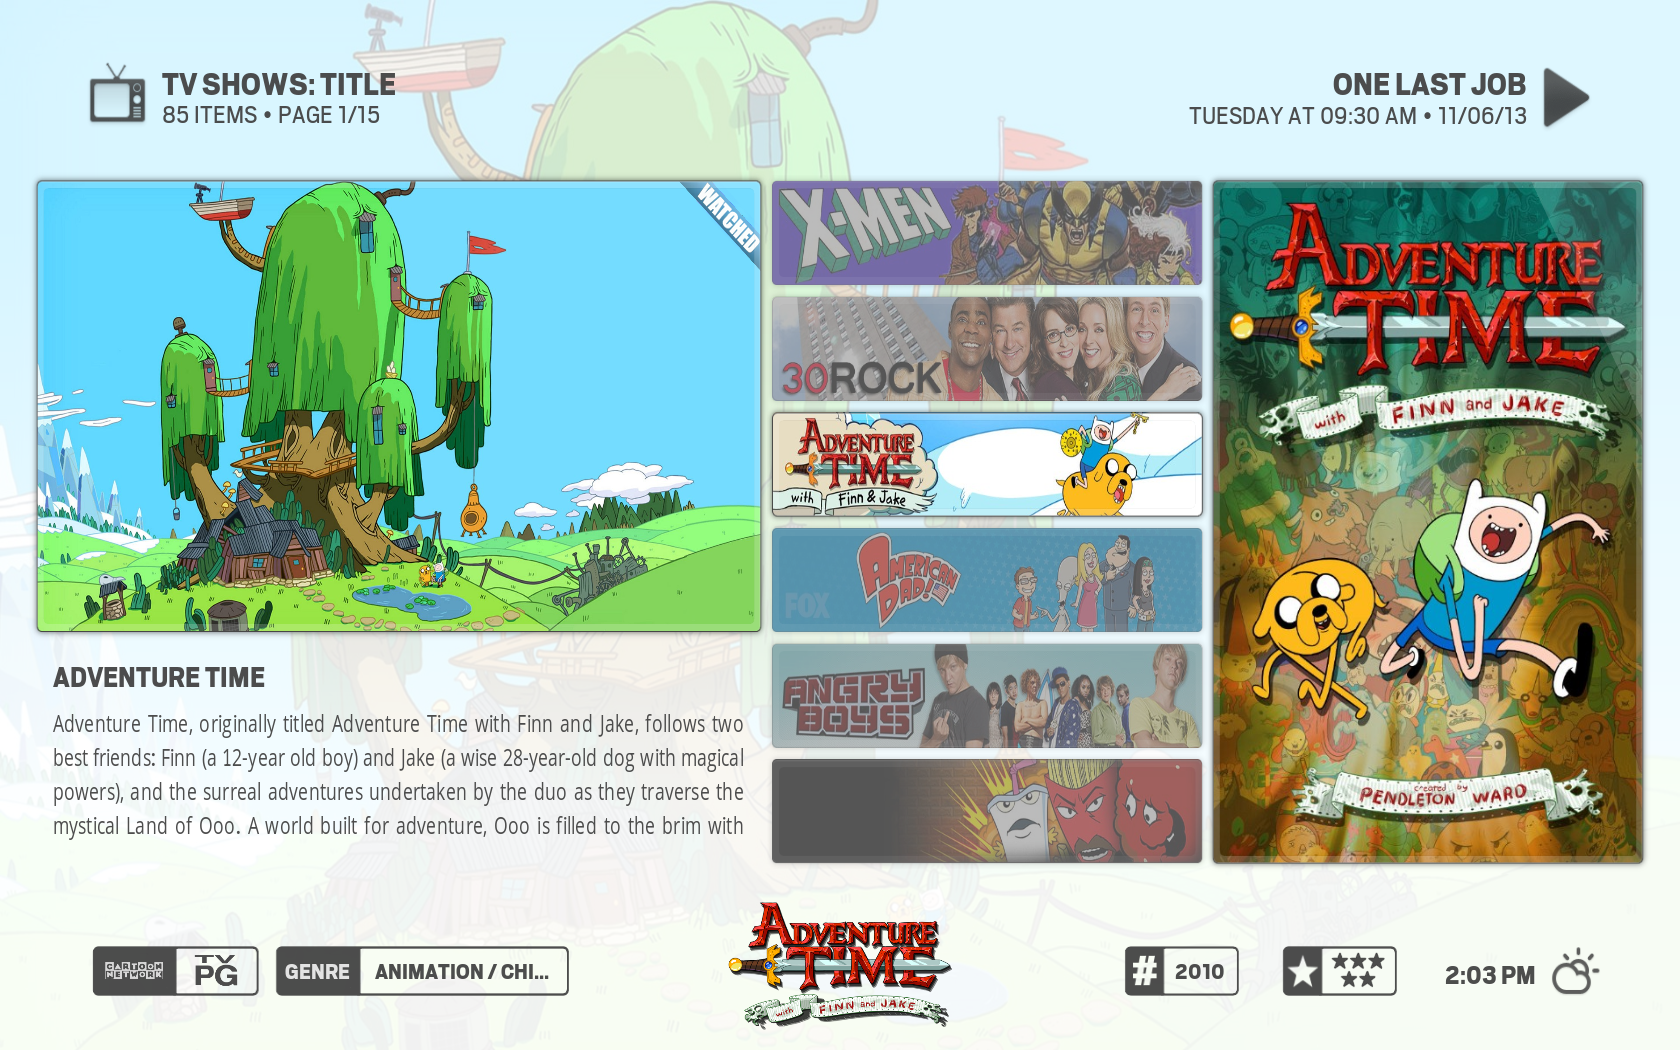 TV SHOWS: TITLE
85 ITEMS • PAGE 1/15
ONE LAST JOB
TUESDAY AT 09:30 AM • 11/06/13
WATCHED
X-MEN
30ROCK
ADVENTURE
TIME
with Finn & Jake
AMERICAN
DAD!
FOX
ANGRY
BOYS
ADVENTURE
TIME
with FINN and JAKE
created by
PENDLETON WARD
ADVENTURE TIME
Adventure Time, originally titled Adventure Time with Finn and Jake, follows two
best friends: Finn (a 12-year old boy) and Jake (a wise 28-year-old dog with magical
powers), and the surreal adventures undertaken by the duo as they traverse the
mystical Land of Ooo. A world built for adventure, Ooo is filled to the brim with
CARTOON
NETWORK
TV
PG
GENRE ANIMATION / CHI...
ADVENTURE
TIME
with FINN and JAKE
# 2010
2:03 PM